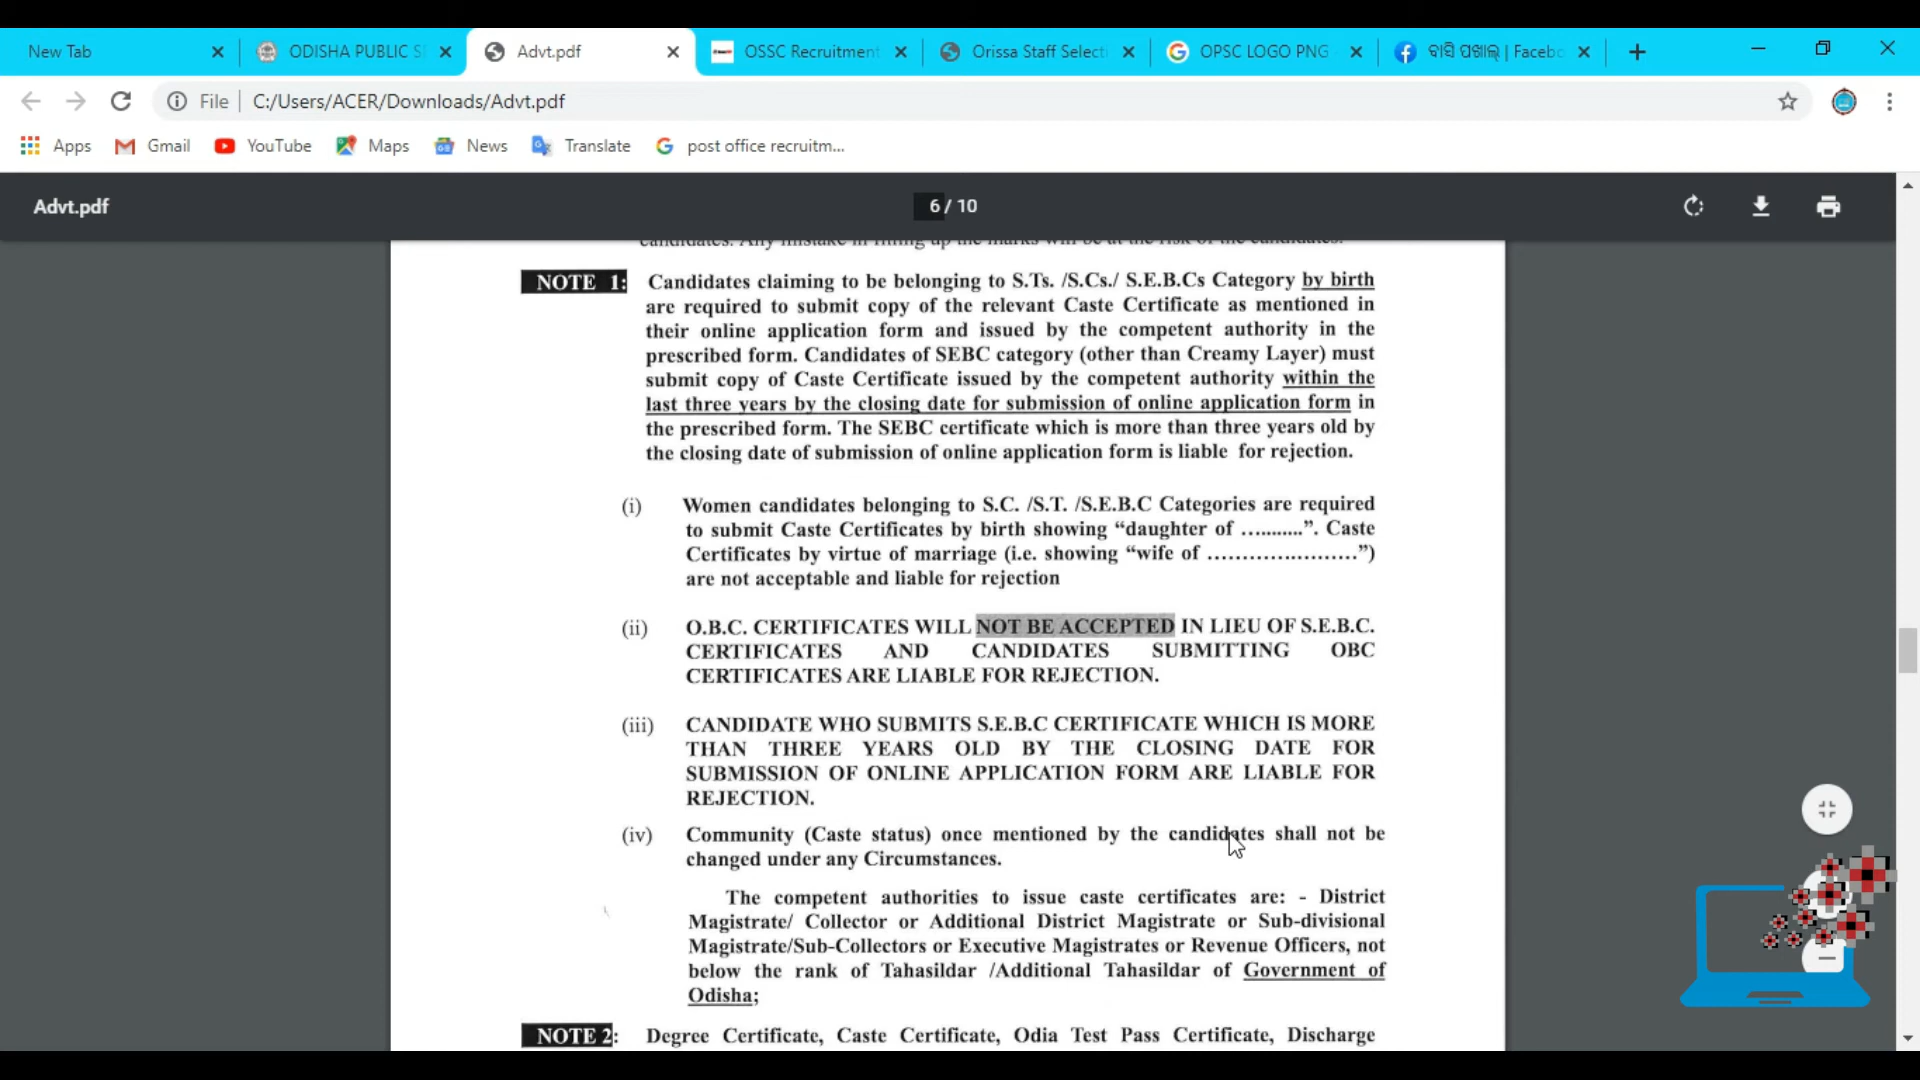 New Tab
ODISHA PUBLIC S
Advt.pdf
OSSC Recruitment
Orissa Staff Selecti
OPSC LOGO PNG
ବାସି ପଖାଳ | Facebo
File
C:/Users/ACER/Downloads/Advt.pdf
Apps
Gmail
YouTube
Maps
News
Translate
post office recruitm...
Advt.pdf
6 / 10
candidates. Any mistake in filling up the marks will be at the risk of the candidates.
NOTE 1: Candidates claiming to be belonging to S.Ts. /S.Cs./ S.E.B.Cs Category by birth
are required to submit copy of the relevant Caste Certificate as mentioned in
their online application form and issued by the competent authority in the
prescribed form. Candidates of SEBC category (other than Creamy Layer) must
submit copy of Caste Certificate issued by the competent authority within the
last three years by the closing date for submission of online application form in
the prescribed form. The SEBC certificate which is more than three years old by
the closing date of submission of online application form is liable for rejection.
(i) Women candidates belonging to S.C. /S.T. /S.E.B.C Categories are required
to submit Caste Certificates by birth showing “daughter of ..........”. Caste
Certificates by virtue of marriage (i.e. showing “wife of ......................”)
are not acceptable and liable for rejection
(ii) O.B.C. CERTIFICATES WILL NOT BE ACCEPTED IN LIEU OF S.E.B.C.
CERTIFICATES AND CANDIDATES SUBMITTING OBC
CERTIFICATES ARE LIABLE FOR REJECTION.
(iii) CANDIDATE WHO SUBMITS S.E.B.C CERTIFICATE WHICH IS MORE
THAN THREE YEARS OLD BY THE CLOSING DATE FOR
SUBMISSION OF ONLINE APPLICATION FORM ARE LIABLE FOR
REJECTION.
(iv) Community (Caste status) once mentioned by the candidates shall not be
changed under any Circumstances.
The competent authorities to issue caste certificates are: - District
Magistrate/ Collector or Additional District Magistrate or Sub-divisional
Magistrate/Sub-Collectors or Executive Magistrates or Revenue Officers, not
below the rank of Tahasildar /Additional Tahasildar of Government of
Odisha;
NOTE 2: Degree Certificate, Caste Certificate, Odia Test Pass Certificate, Discharge